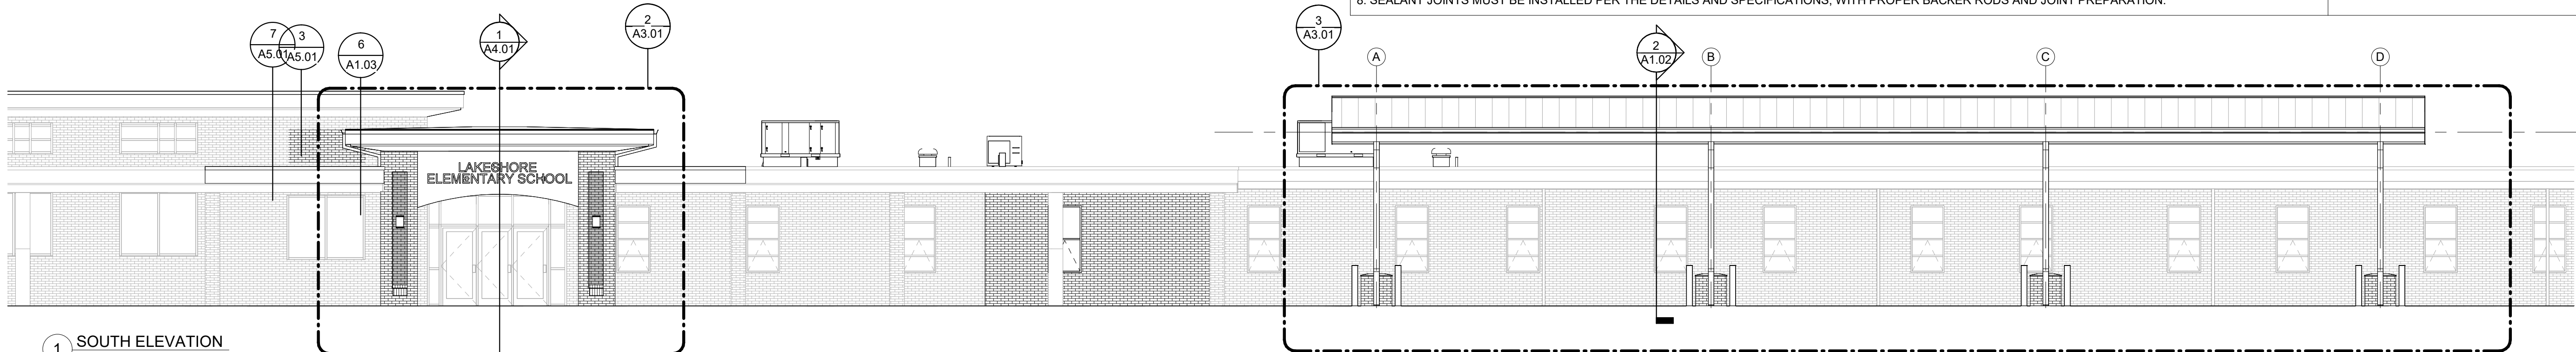 8. SEALANT JOINTS MUST BE INSTALLED PER THE DETAILS AND SPECIFICATIONS, WITH PROPER BACKER RODS AND JOINT PREPARATION.
7
A5.01
3
A5.01
6
A1.03
1
A4.01
2
A3.01
3
A3.01
A
2
A1.02
B
C
D
LAKESHORE
ELEMENTARY SCHOOL
1 SOUTH ELEVATION